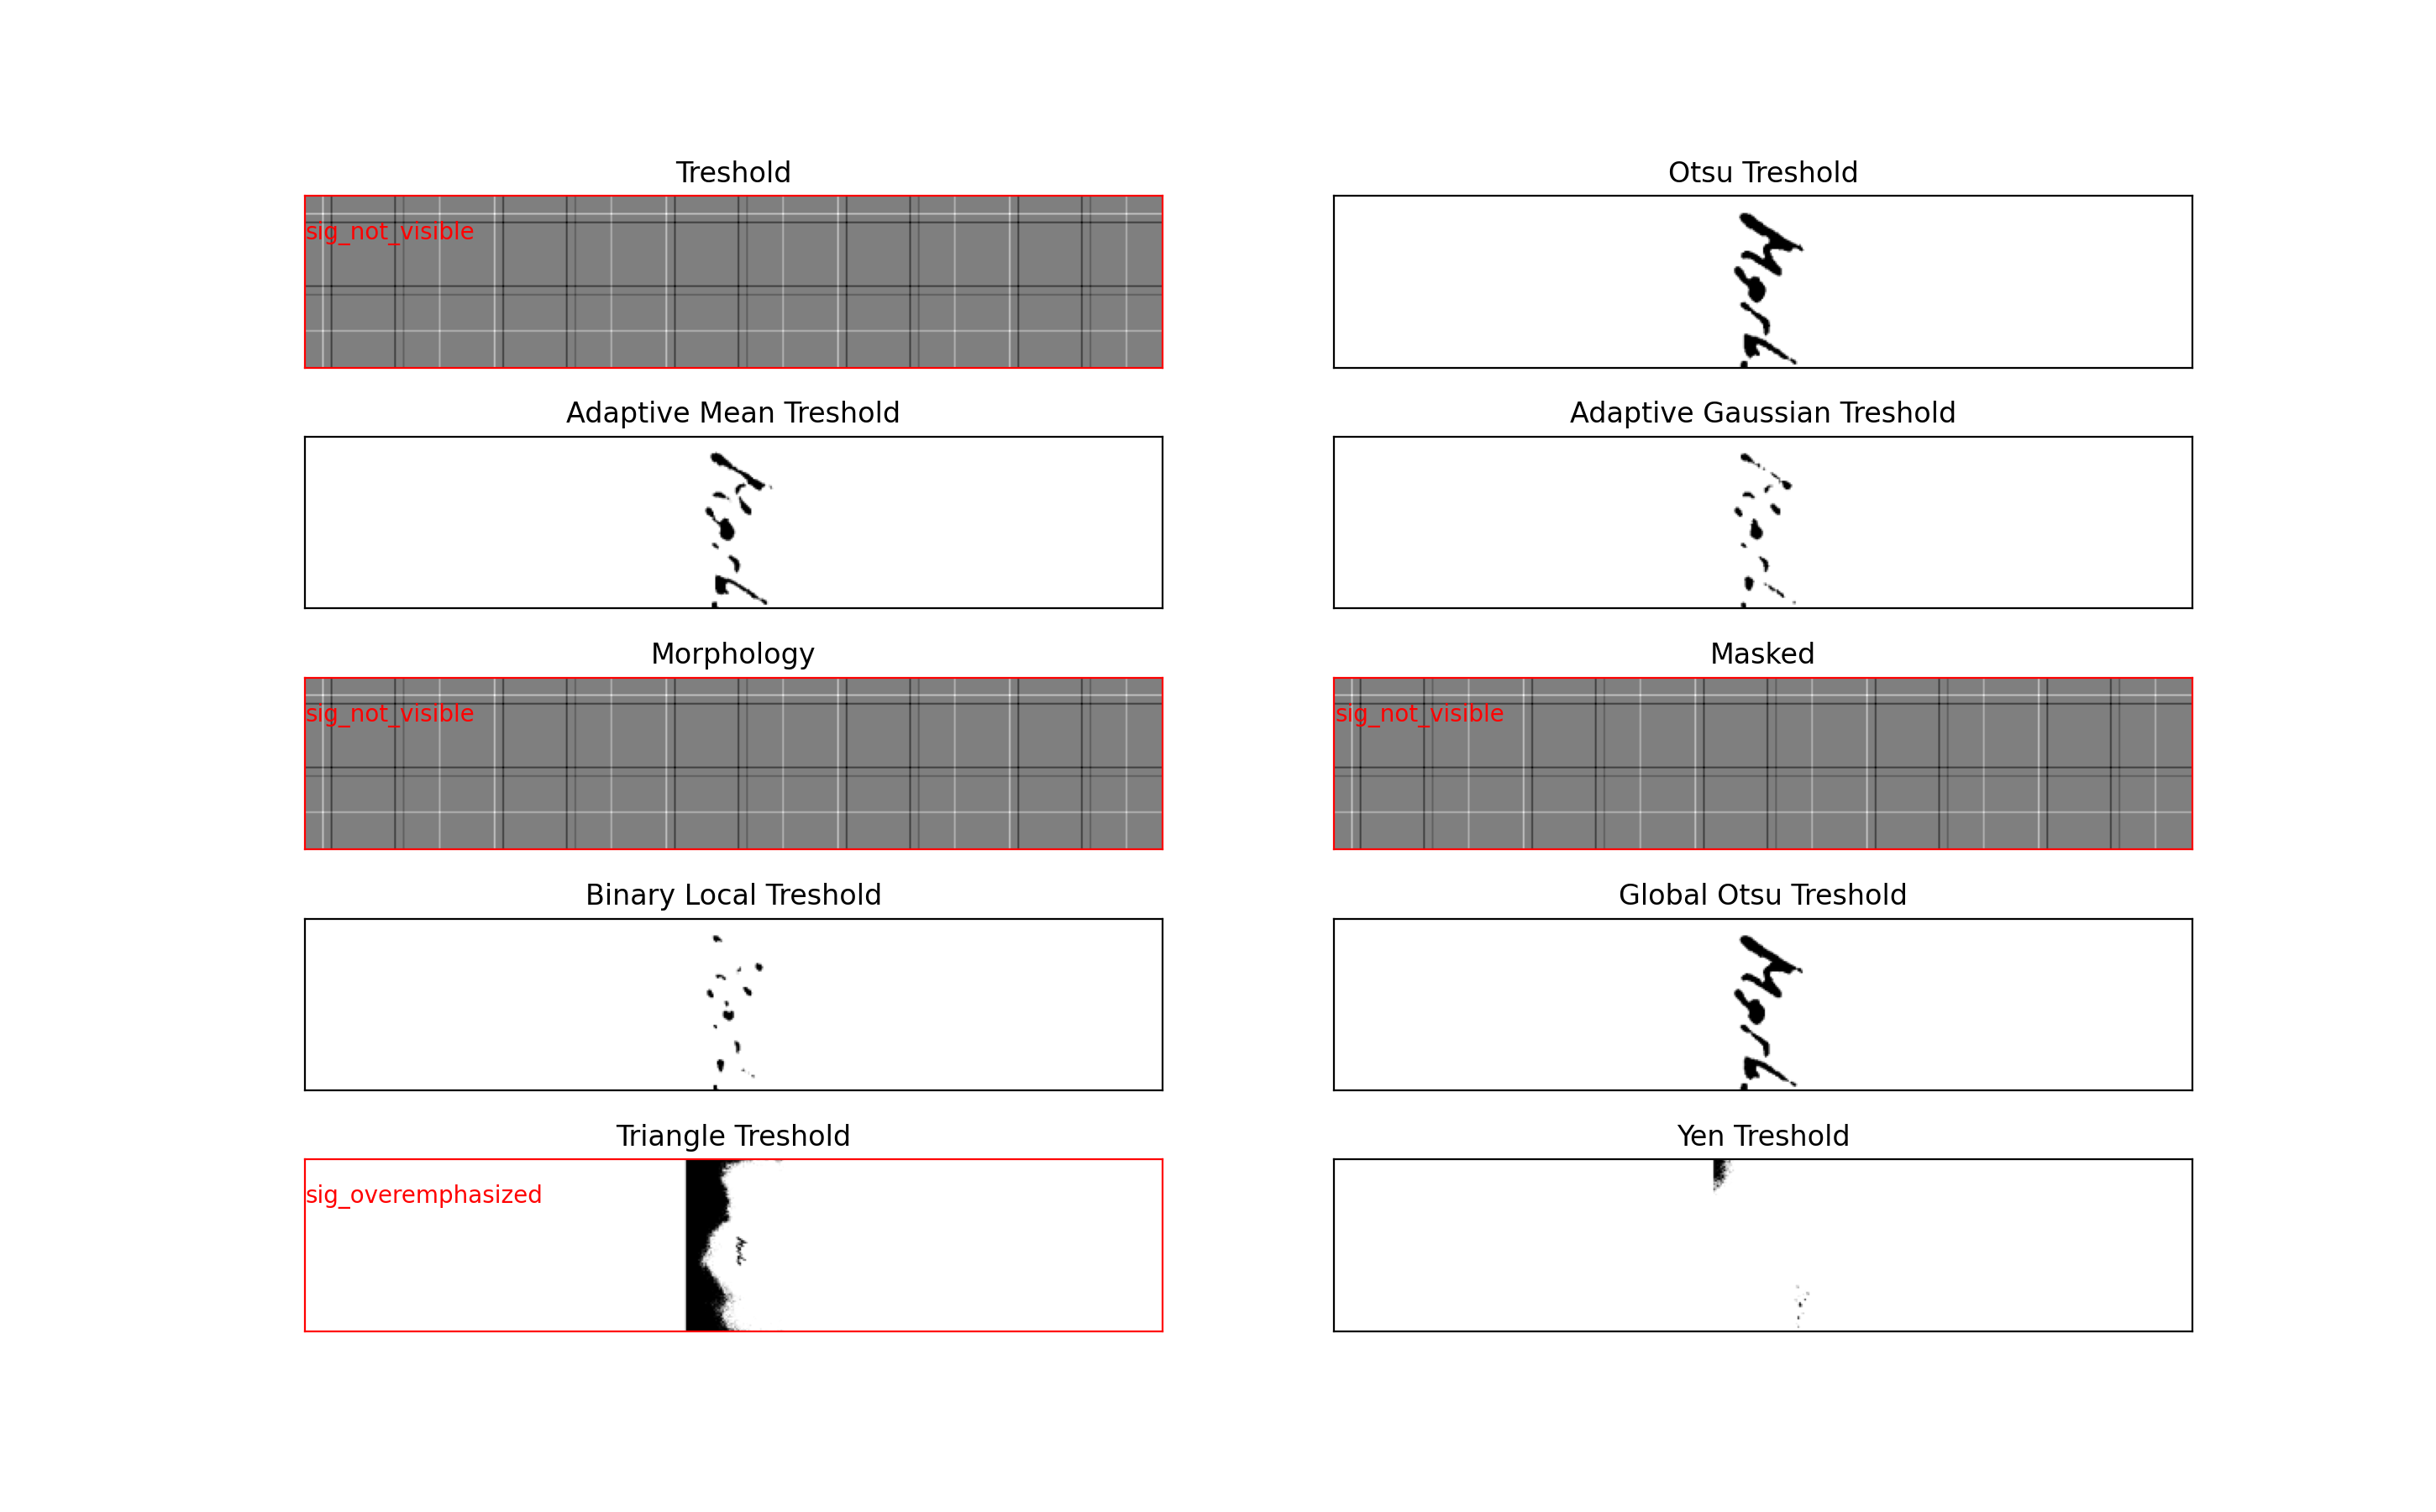 Treshold
Otsu Treshold
sig_not_visible
Adaptive Mean Treshold
Adaptive Gaussian Treshold
Morphology
Masked
sig_not_visible
sig_not_visible
Binary Local Treshold
Global Otsu Treshold
Triangle Treshold
Yen Treshold
sig_overemphasized